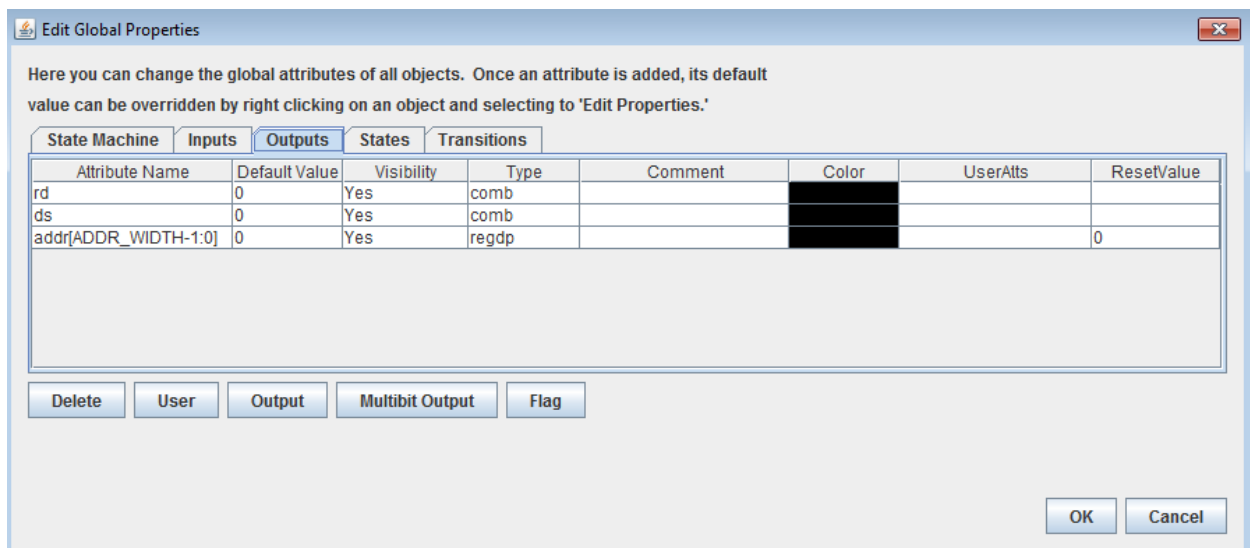 Edit Global Properties
Here you can change the global attributes of all objects.  Once an attribute is added, its default
value can be overridden by right clicking on an object and selecting to 'Edit Properties.'
State Machine Inputs Outputs States Transitions
Attribute Name Default Value Visibility Type Comment Color UserAtts ResetValue
rd 0 Yes comb
ds 0 Yes comb
addr[ADDR_WIDTH-1:0] 0 Yes regdp 0
Delete User Output Multibit Output Flag
OK Cancel